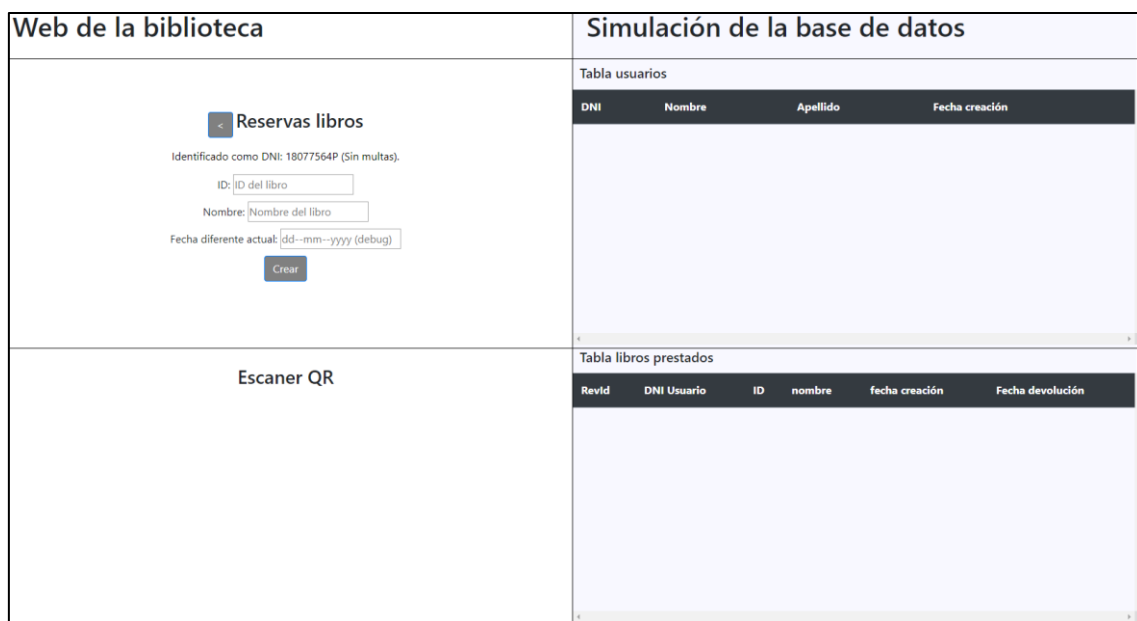 Web de la biblioteca
< Reservas libros
Identificado como DNI: 18077564P (Sin multas).
ID: ID del libro
Nombre: Nombre del libro
Fecha diferente actual: dd--mm--yyyy (debug)
Crear
Escaner QR
Simulación de la base de datos
Tabla usuarios
DNI Nombre Apellido Fecha creación
Tabla libros prestados
RevId DNI Usuario ID nombre fecha creación Fecha devolución